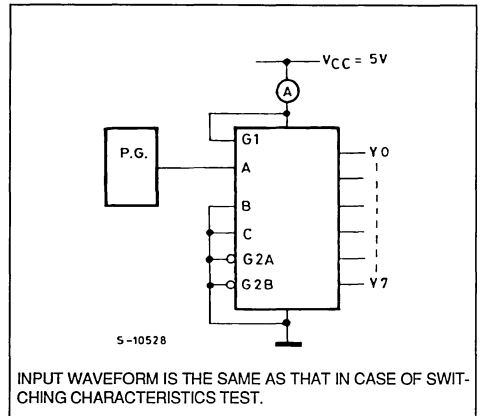 VCC = 5V
A
G1
P.G.
A
Y0
B
C
G2A
G2B
Y7
S-10528
INPUT WAVEFORM IS THE SAME AS THAT IN CASE OF SWIT-
CHING CHARACTERISTICS TEST.